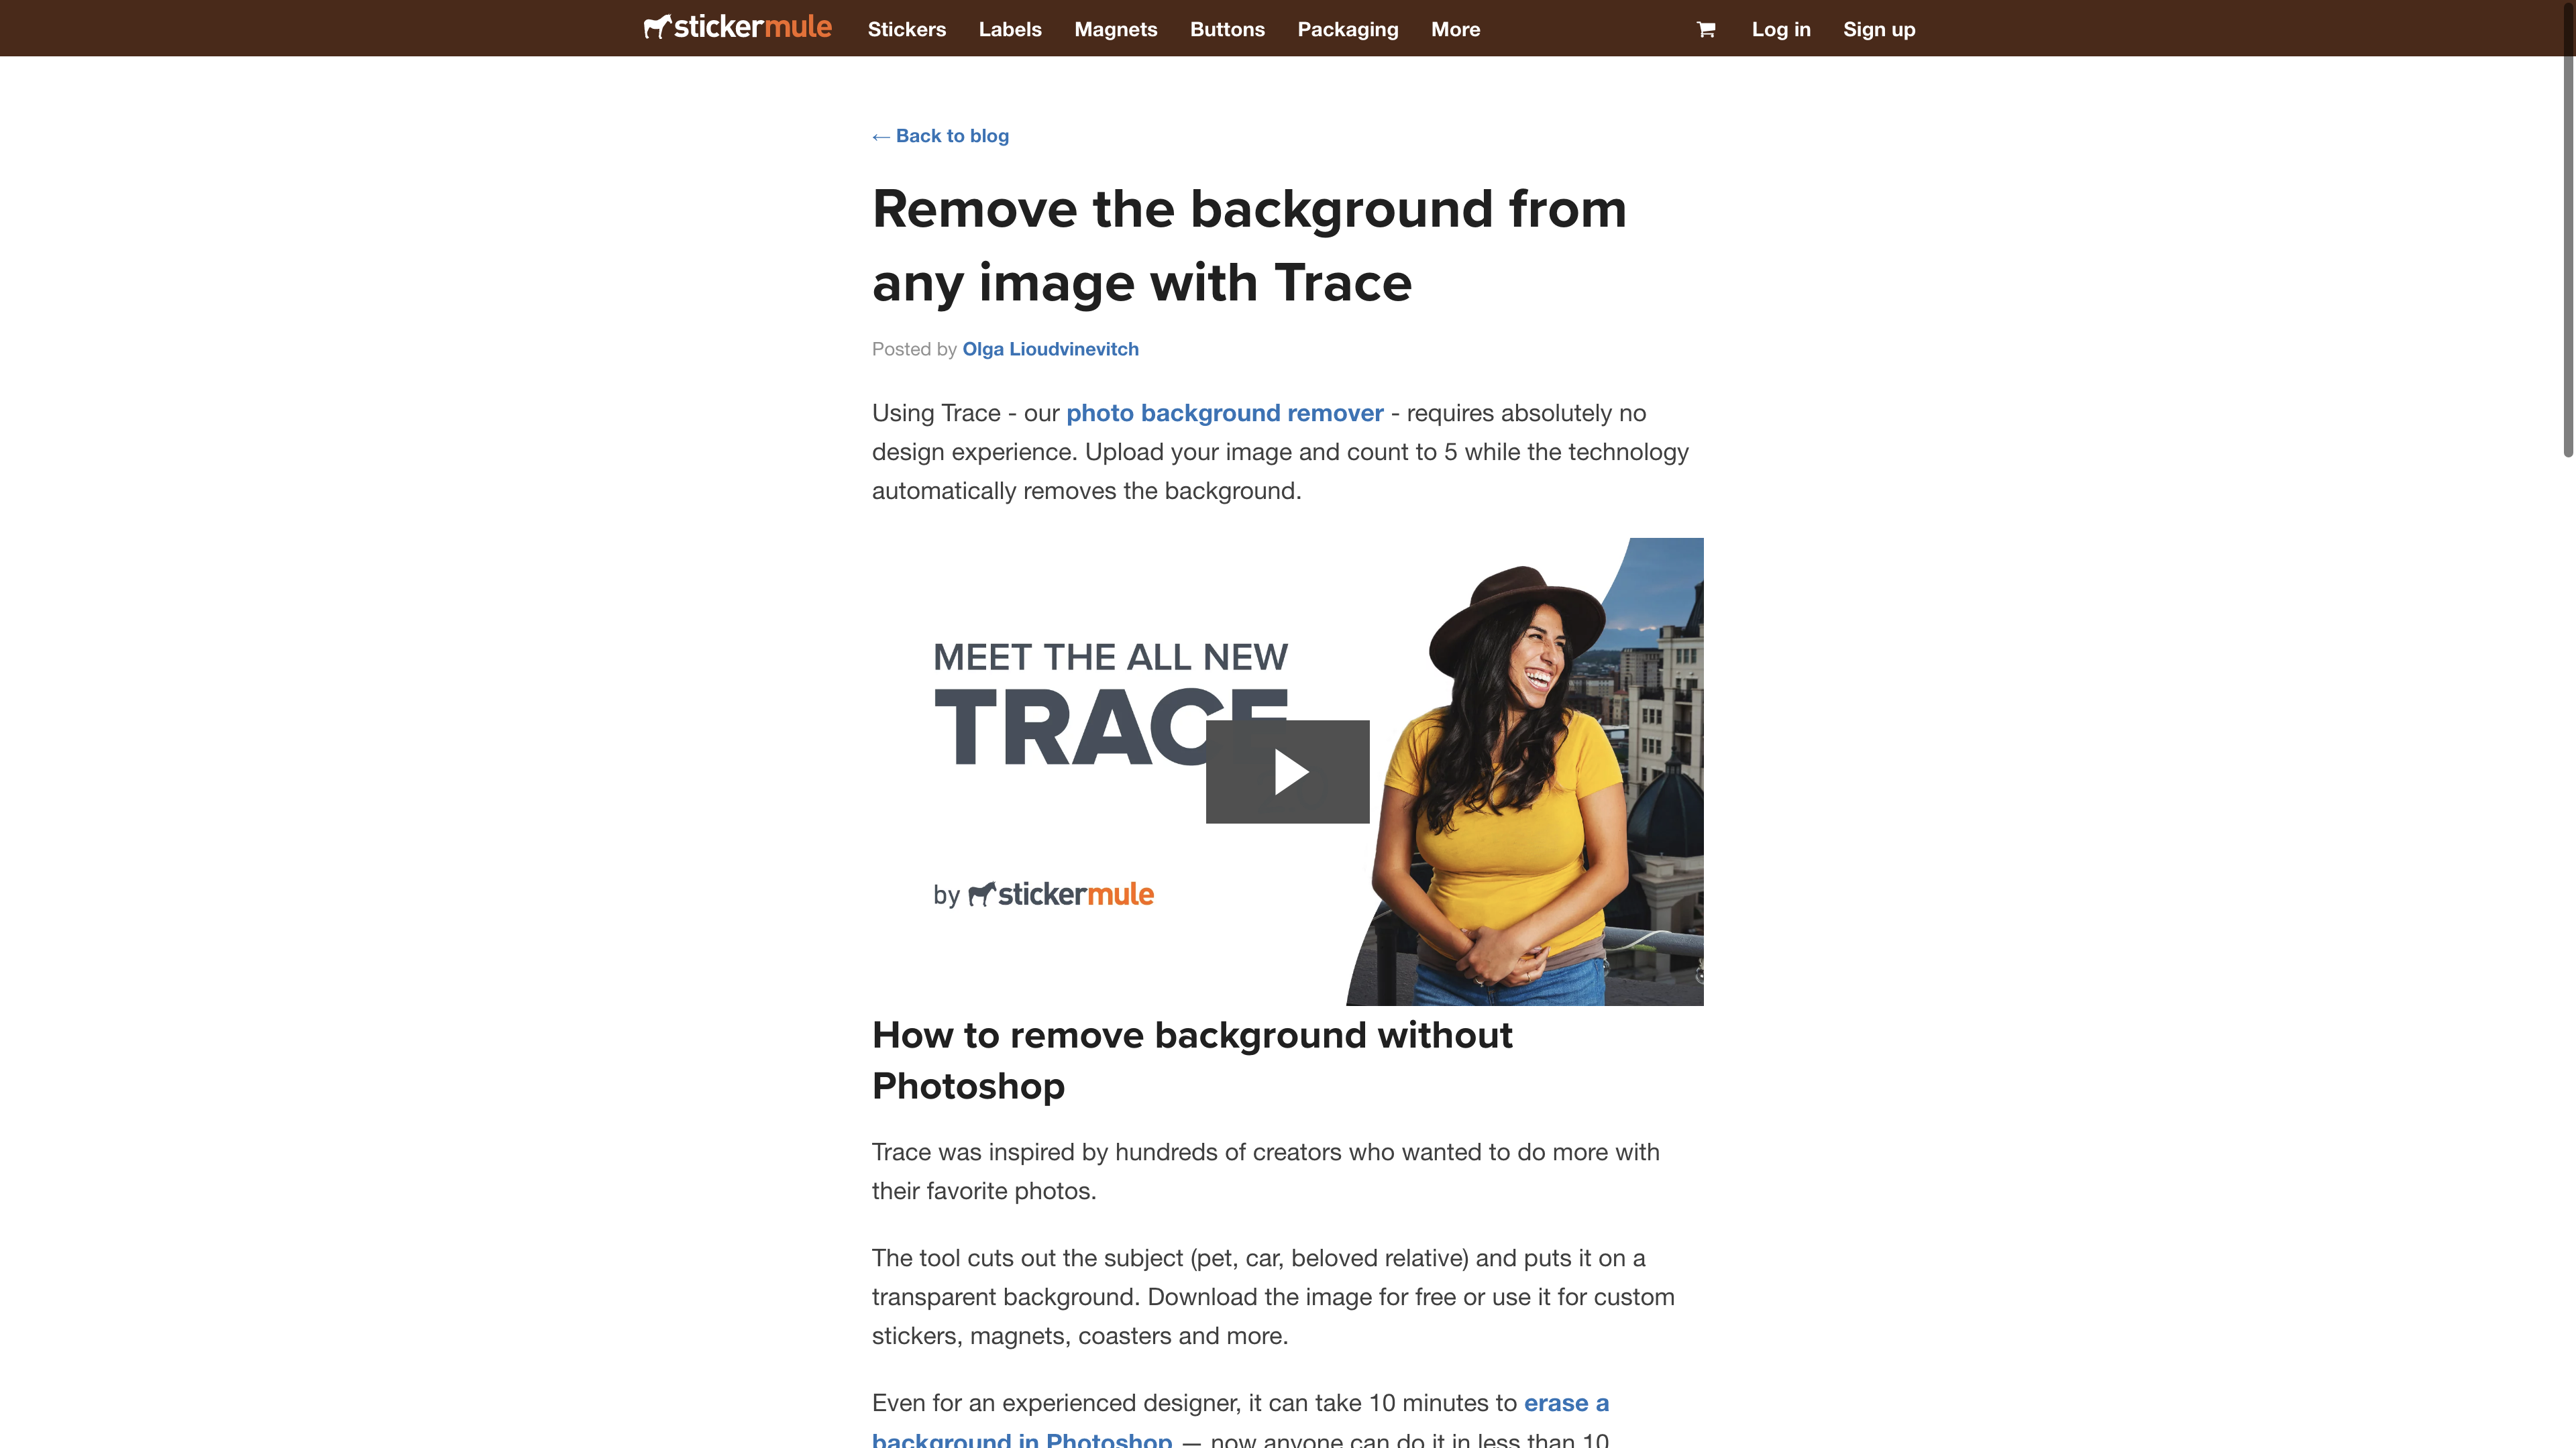 stickermule Stickers Labels Magnets Buttons Packaging More Log in Sign up
← Back to blog
Remove the background from
any image with Trace
Posted by Olga Lioudvinevitch
Using Trace - our photo background remover - requires absolutely no
design experience. Upload your image and count to 5 while the technology
automatically removes the background.
MEET THE ALL NEW
TRACE
by stickermule
How to remove background without
Photoshop
Trace was inspired by hundreds of creators who wanted to do more with
their favorite photos.
The tool cuts out the subject (pet, car, beloved relative) and puts it on a
transparent background. Download the image for free or use it for custom
stickers, magnets, coasters and more.
Even for an experienced designer, it can take 10 minutes to erase a
background in Photoshop — now anyone can do it in less than 10